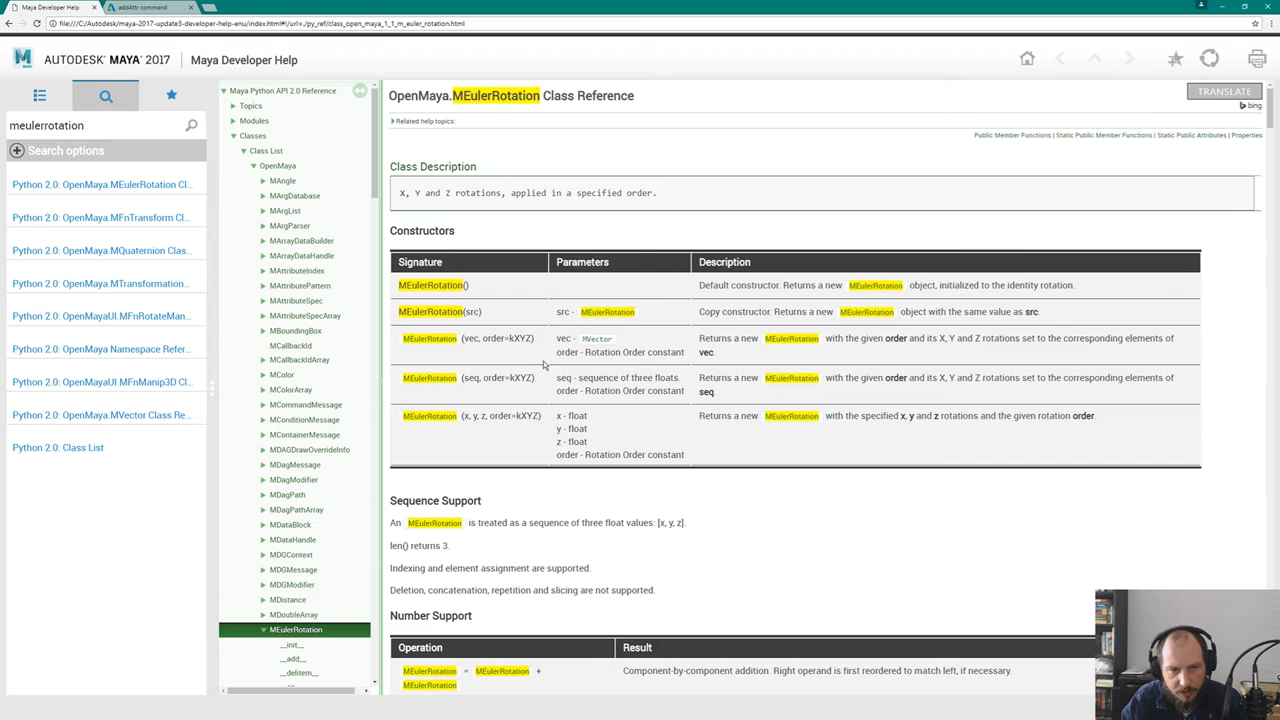 Maya Developer Help
addAttr command
file:///C:/Autodesk/maya-2017-update3-developer-help-enu/index.html#!/url=./py_ref/class_open_maya_1_1_m_euler_rotation.html
AUTODESK® MAYA® 2017
Maya Developer Help
meulerrotation
Search options
Python 2.0: OpenMaya.MEulerRotation Cl...
Python 2.0: OpenMaya.MFnTransform Cl...
Python 2.0: OpenMaya.MQuaternion Clas...
Python 2.0: OpenMaya.MTransformation...
Python 2.0: OpenMayaUI.MFnRotateMan...
Python 2.0: OpenMaya Namespace Refer...
Python 2.0: OpenMayaUI.MFnManip3D C...
Python 2.0: OpenMaya.MVector Class Re...
Python 2.0: Class List
Maya Python API 2.0 Reference
Topics
Modules
Classes
Class List
OpenMaya
MAngle
MArgDatabase
MArgList
MArgParser
MArrayDataBuilder
MArrayDataHandle
MAttributeIndex
MAttributePattern
MAttributeSpec
MAttributeSpecArray
MBoundingBox
MCallbackId
MCallbackIdArray
MColor
MColorArray
MCommandMessage
MConditionMessage
MContainerMessage
MDAGDrawOverrideInfo
MDagMessage
MDagModifier
MDagPath
MDagPathArray
MDataBlock
MDataHandle
MDGContext
MDGMessage
MDGModifier
MDistance
MDoubleArray
MEulerRotation
__init__
__add__
__delitem__
OpenMaya.MEulerRotation Class Reference
TRANSLATE
bing
Related help topics:
Public Member Functions | Static Public Member Functions | Static Public Attributes | Properties
Class Description
X, Y and Z rotations, applied in a specified order.
Constructors
Signature Parameters Description
MEulerRotation() Default constructor. Returns a new MEulerRotation object, initialized to the identity rotation.
MEulerRotation(src) src - MEulerRotation Copy constructor. Returns a new MEulerRotation object with the same value as src.
MEulerRotation (vec, order=kXYZ) vec - MVector Returns a new MEulerRotation with the given order and its X, Y and Z rotations set to the corresponding elements of
order - Rotation Order constant vec.
MEulerRotation (seq, order=kXYZ) seq - sequence of three floats. Returns a new MEulerRotation with the given order and its X, Y and Z rotations set to the corresponding elements of
order - Rotation Order constant seq
MEulerRotation (x, y, z, order=kXYZ) x - float Returns a new MEulerRotation with the specified x, y and z rotations and the given rotation order.
y - float
z - float
order - Rotation Order constant
Sequence Support
An MEulerRotation is treated as a sequence of three float values: [x, y, z].
len() returns 3.
Indexing and element assignment are supported.
Deletion, concatenation, repetition and slicing are not supported.
Number Support
Operation Result
MEulerRotation = MEulerRotation + Component-by-component addition. Right operand is first reordered to match left, if necessary.
MEulerRotation